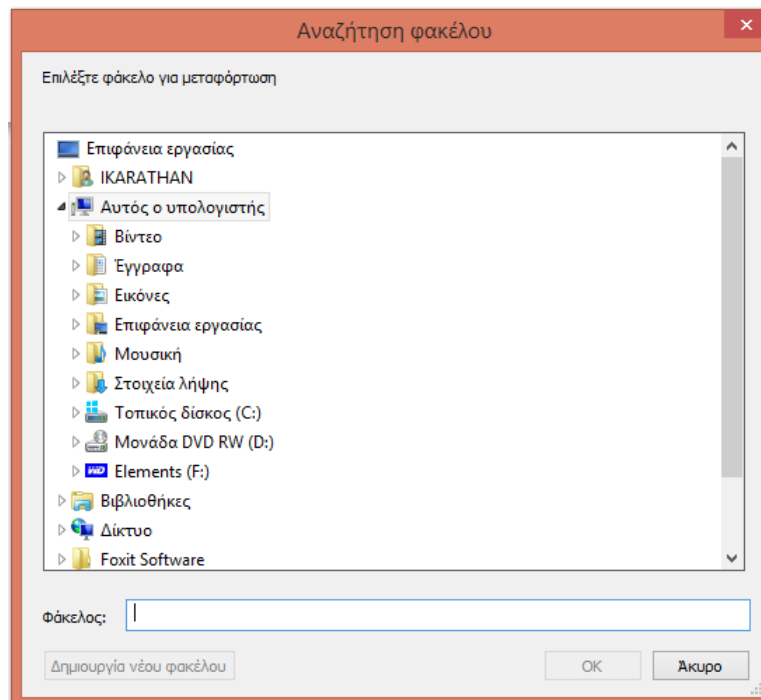 Αναζήτηση φακέλου
Επιλέξτε φάκελο για μεταφόρτωση
Επιφάνεια εργασίας
IKARATHAN
Αυτός ο υπολογιστής
Βίντεο
Έγγραφα
Εικόνες
Επιφάνεια εργασίας
Μουσική
Στοιχεία λήψης
Τοπικός δίσκος (C:)
Μονάδα DVD RW (D:)
WD Elements (F:)
Βιβλιοθήκες
Δίκτυο
Foxit Software
Φάκελος:
Δημιουργία νέου φακέλου OK Άκυρο